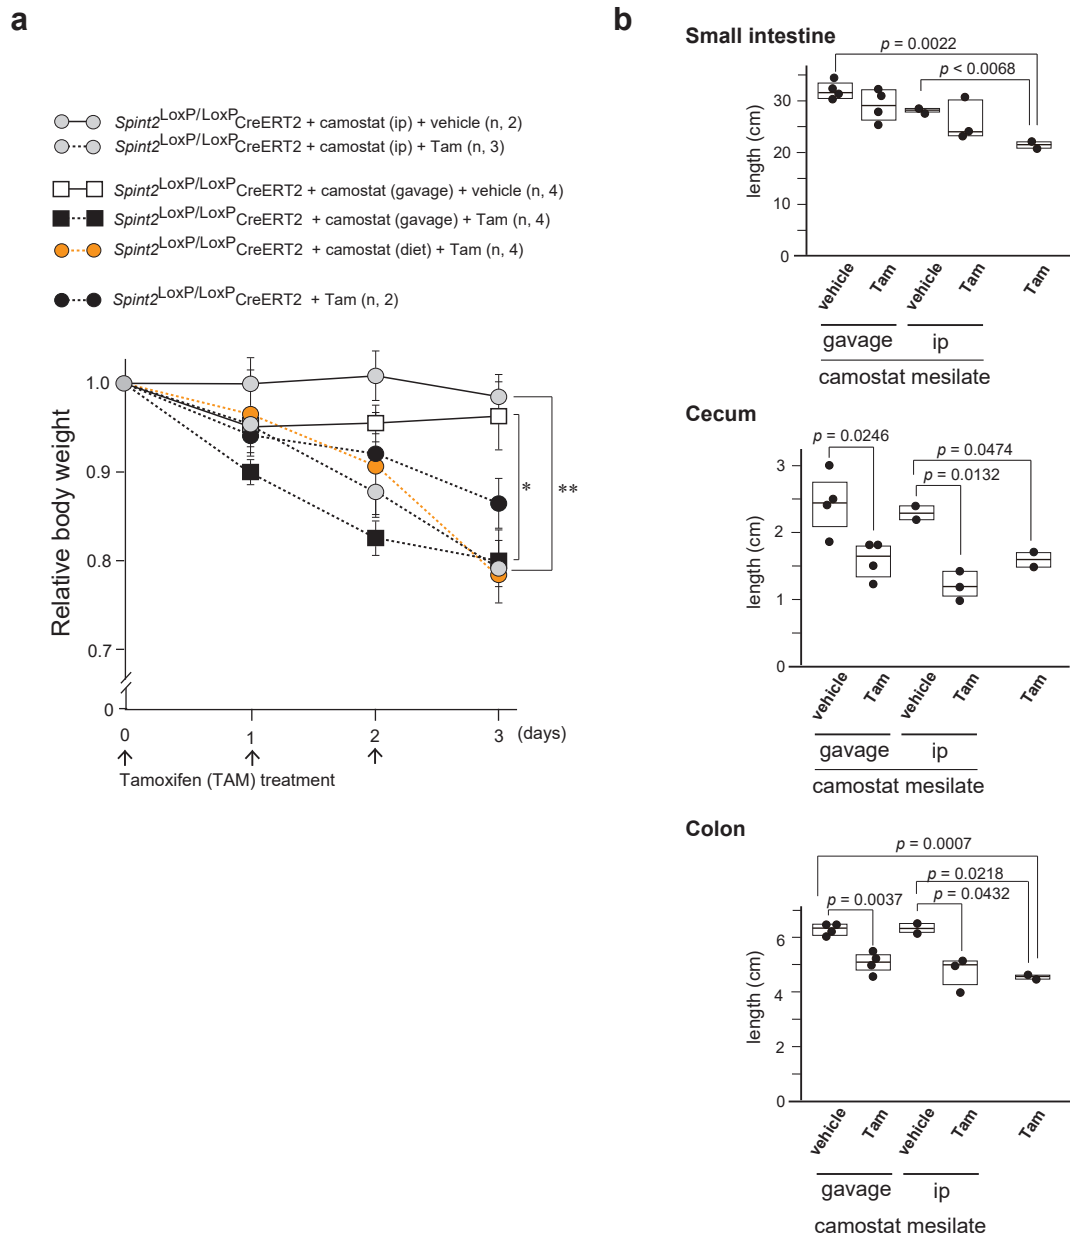 a
Spint2LoxP/LoxPCreERT2 + camostat (ip) + vehicle (n, 2)
Spint2LoxP/LoxPCreERT2 + camostat (ip) + Tam (n, 3)
Spint2LoxP/LoxPCreERT2 + camostat (gavage) + vehicle (n, 4)
Spint2LoxP/LoxPCreERT2 + camostat (gavage) + Tam (n, 4)
Spint2LoxP/LoxPCreERT2 + camostat (diet) + Tam (n, 4)
Spint2LoxP/LoxPCreERT2 + Tam (n, 2)
Relative body weight
1.0
0.9
0.8
0.7
0
*
**
0 1 2 3 (days)
Tamoxifen (TAM) treatment
b
Small intestine
p = 0.0022
p < 0.0068
length (cm)
30
20
10
0
vehicle Tam vehicle Tam Tam
gavage ip
camostat mesilate
Cecum
p = 0.0246
p = 0.0474
p = 0.0132
length (cm)
3
2
1
0
vehicle Tam vehicle Tam Tam
gavage ip
camostat mesilate
Colon
p = 0.0007
p = 0.0218
p = 0.0037
p = 0.0432
length (cm)
6
4
2
0
vehicle Tam vehicle Tam Tam
gavage ip
camostat mesilate